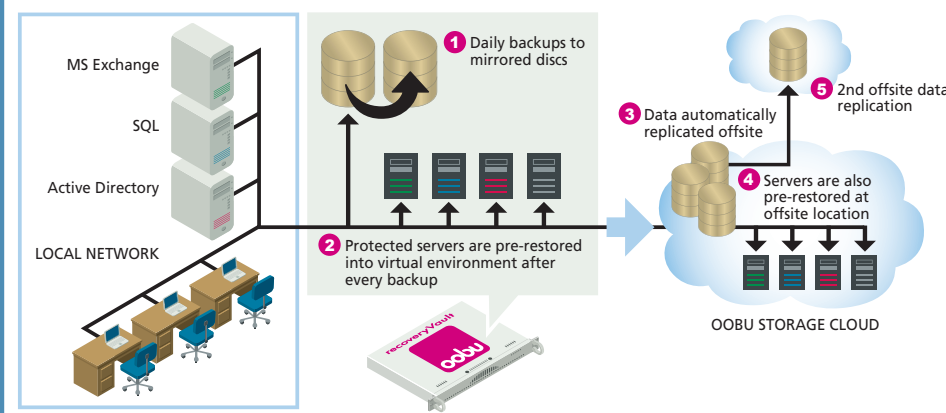 MS Exchange
SQL
Active Directory
LOCAL NETWORK
1 Daily backups to
mirrored discs
2 Protected servers are pre-restored
into virtual environment after
every backup
recoveryVault
oobu
3 Data automatically
replicated offsite
4 Servers are also
pre-restored at
offsite location
5 2nd offsite data
replication
OOBU STORAGE CLOUD